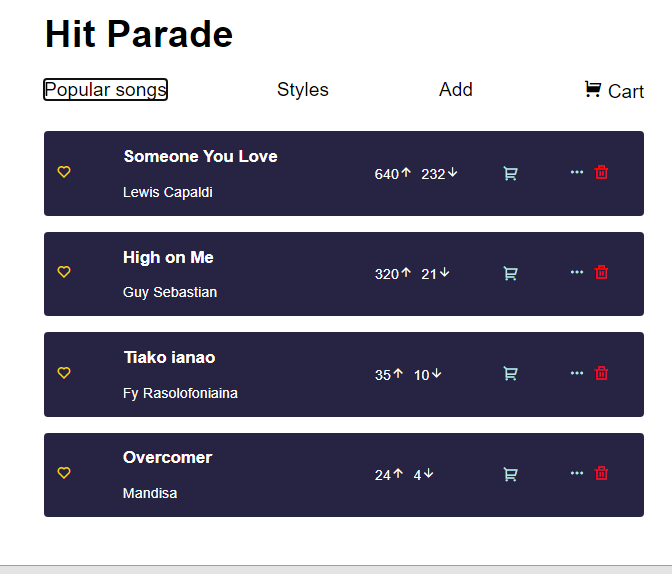 Hit Parade
Popular songs Styles Add Cart
Someone You Love
640 232
Lewis Capaldi
High on Me
320 21
Guy Sebastian
Tiako ianao
35 10
Fy Rasolofoniaina
Overcomer
24 4
Mandisa